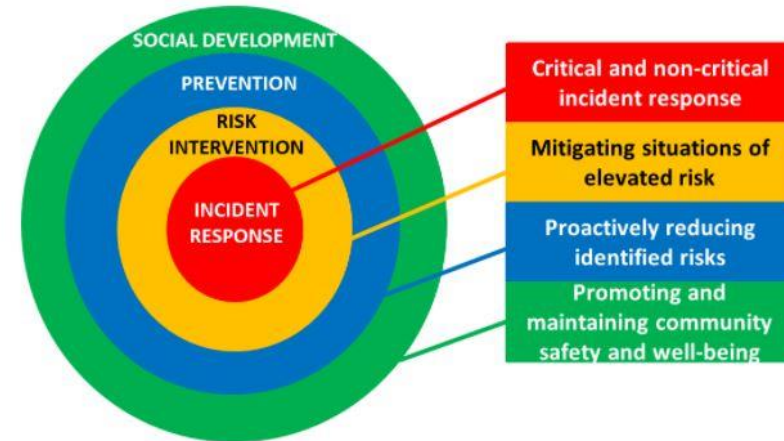 SOCIAL DEVELOPMENT
PREVENTION
RISK
INTERVENTION
INCIDENT
RESPONSE
Critical and non-critical
incident response
Mitigating situations of
elevated risk
Proactively reducing
identified risks
Promoting and
maintaining community
safety and well-being